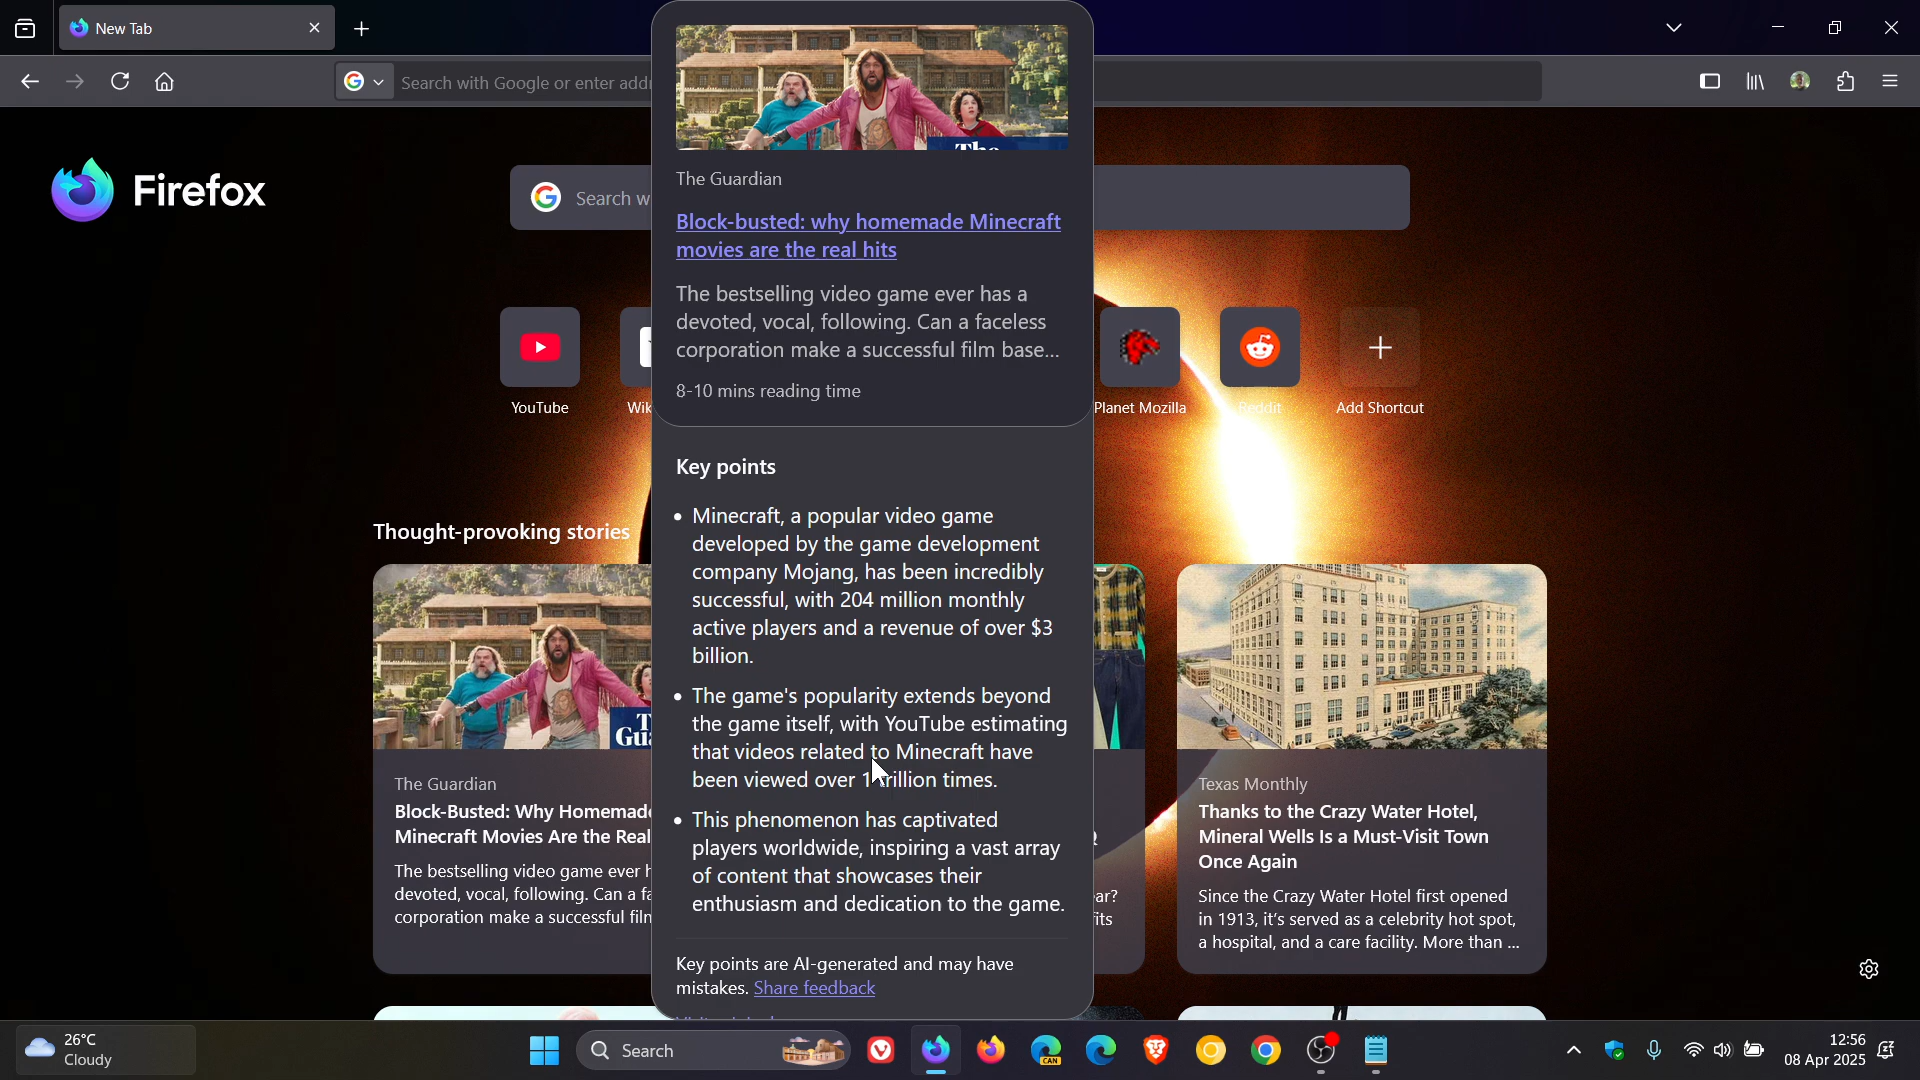 New Tab
Search with Google or enter addr
Firefox
Search w
The
The Guardian
Block-busted: why homemade Minecraft
movies are the real hits
The bestselling video game ever has a
devoted, vocal, following. Can a faceless
corporation make a successful film base...
8-10 mins reading time
YouTube
Wik
Planet Mozilla
Reddit
Add Shortcut
Key points
• Minecraft, a popular video game
developed by the game development
company Mojang, has been incredibly
successful, with 204 million monthly
active players and a revenue of over $3
billion.
• The game's popularity extends beyond
the game itself, with YouTube estimating
that videos related to Minecraft have
been viewed over 1 trillion times.
• This phenomenon has captivated
players worldwide, inspiring a vast array
of content that showcases their
enthusiasm and dedication to the game.
Key points are AI-generated and may have
mistakes. Share feedback
Thought-provoking stories
The Guardian
Block-Busted: Why Homemade
Minecraft Movies Are the Real
The bestselling video game ever h
devoted, vocal, following. Can a fa
corporation make a successful film
ear?
fits
Texas Monthly
Thanks to the Crazy Water Hotel,
Mineral Wells Is a Must-Visit Town
Once Again
Since the Crazy Water Hotel first opened
in 1913, it's served as a celebrity hot spot,
a hospital, and a care facility. More than ...
26°C
Cloudy
Search
CAN
12:56
08 Apr 2025